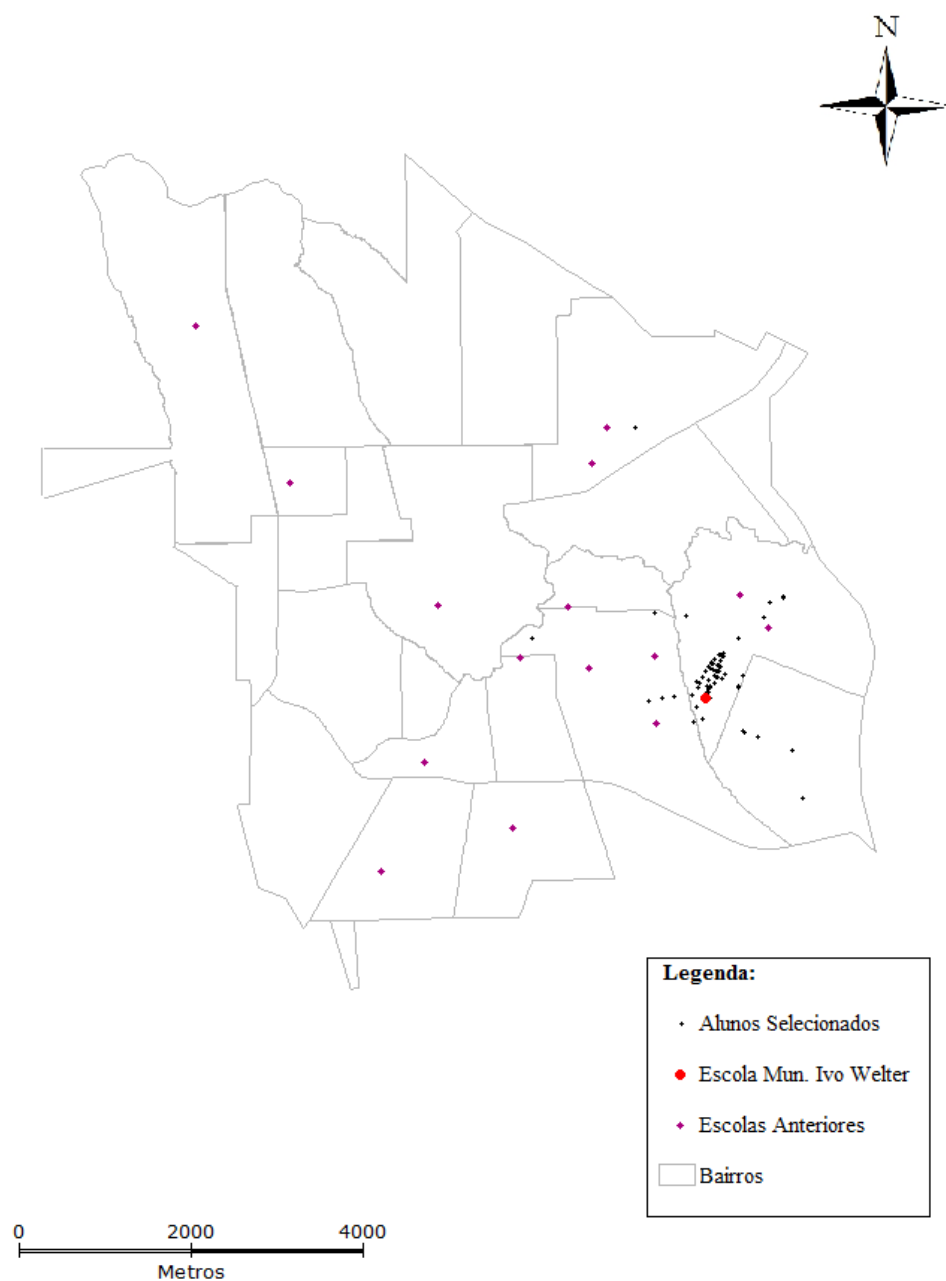 N
Legenda:
Alunos Selecionados
Escola Mun. Ivo Welter
Escolas Anteriores
Bairros
0 2000 4000
Metros